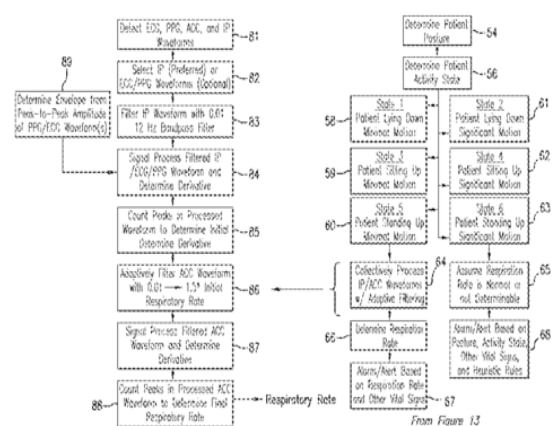 Detect ECG, PPG, ACC, and IP
Waveforms
81
Select IP (Preferred) or
ECG/PPG Waveforms (Optional)
82
89
Determine Envelope from
Peak-to-Peak Amplitude
of PPG/ECG Waveform(s)
Filter IP Waveform with 0.01
12 Hz Bandpass Filter
83
Signal Process Filtered IP
/ECG/PPG Waveform and
Determine Derivative
84
Count Peaks in Processed
Waveform to Determine Initial
Determine Derivative
85
Adaptively Filter ACC Waveform
with 0.01 → 1.5* Initial
Respiratory Rate
86
Signal Process Filtered ACC
Waveform and Determine
Derivative
87
Count Peaks in Processed ACC
Waveform to Determine Final
Respiratory Rate
88
Respiratory Rate
Determine Patient
Posture
54
Determine Patient
Activity State
56
State 1
Patient Lying Down
Minimal Motion
58
State 2
Patient Lying Down
Significant Motion
61
State 3
Patient Sitting Up
Minimal Motion
59
State 4
Patient Sitting Up
Significant Motion
62
State 5
Patient Standing Up
Minimal Motion
60
State 6
Patient Standing Up
Significant Motion
63
64
Collectively Process
IP/ACC Waveforms
w/ Adaptive Filtering
Assume Respiration
Rate is Normal or
not Determinable
65
Determine Respiration
Rate
66
Alarm/Alert Based on
Posture, Activity State,
Other Vital Signs,
and Heuristic Rules
68
Alarm/Alert Based
on Respiration Rate
and Other Vital Signs
67
From Figure 13